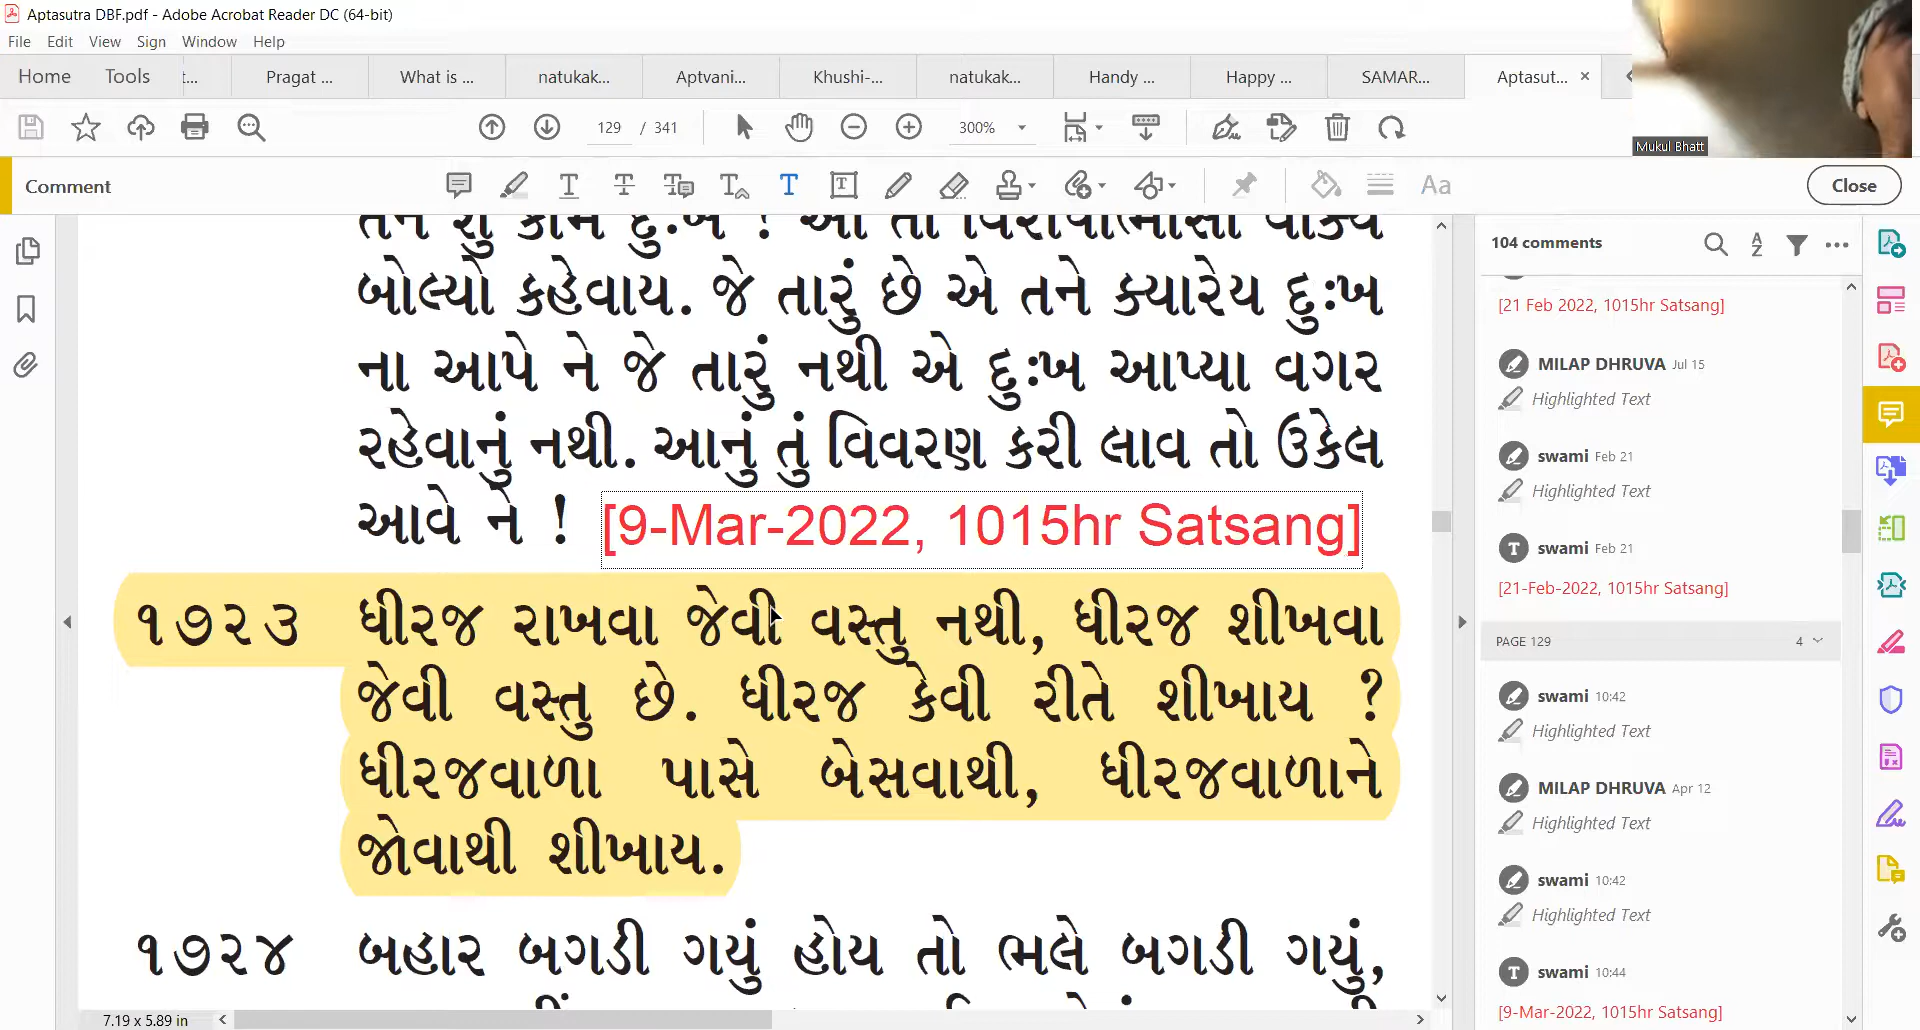 Aptasutra DBF.pdf - Adobe Acrobat Reader DC (64-bit)
File Edit View Sign Window Help
Home Tools t... Pragat ... What is ... natukak... Aptvani... Khushi-... natukak... Handy ... Happy ... SAMAR... Aptasut...
129 / 341 300%
Mukul Bhatt
Comment
Close
તને શું કામ દુઃખ ? આ તો વિરોધાભાસી વાક્ય
બોલ્યો કહેવાય. જે તારું છે એ તને ક્યારેય દુઃખ
ના આપે ને જે તારું નથી એ દુઃખ આપ્યા વગર
રહેવાનું નથી. આનું તું વિવરણ કરી લાવ તો ઉકેલ
આવે ને ! [9-Mar-2022, 1015hr Satsang]
૧૭૨૩ ધીરજ રાખવા જેવી વસ્તુ નથી, ધીરજ શીખવા
જેવી વસ્તુ છે. ધીરજ કેવી રીતે શીખાય ?
ધીરજવાળા પાસે બેસવાથી, ધીરજવાળાને
જોવાથી શીખાય.
૧૭૨૪ બહાર બગડી ગયું હોય તો ભલે બગડી ગયું,
7.19 x 5.89 in
104 comments
[21 Feb 2022, 1015hr Satsang]
MILAP DHRUVA Jul 15
Highlighted Text
swami Feb 21
Highlighted Text
T swami Feb 21
[21-Feb-2022, 1015hr Satsang]
PAGE 129 4
swami 10:42
Highlighted Text
MILAP DHRUVA Apr 12
Highlighted Text
swami 10:42
Highlighted Text
T swami 10:44
[9-Mar-2022, 1015hr Satsang]